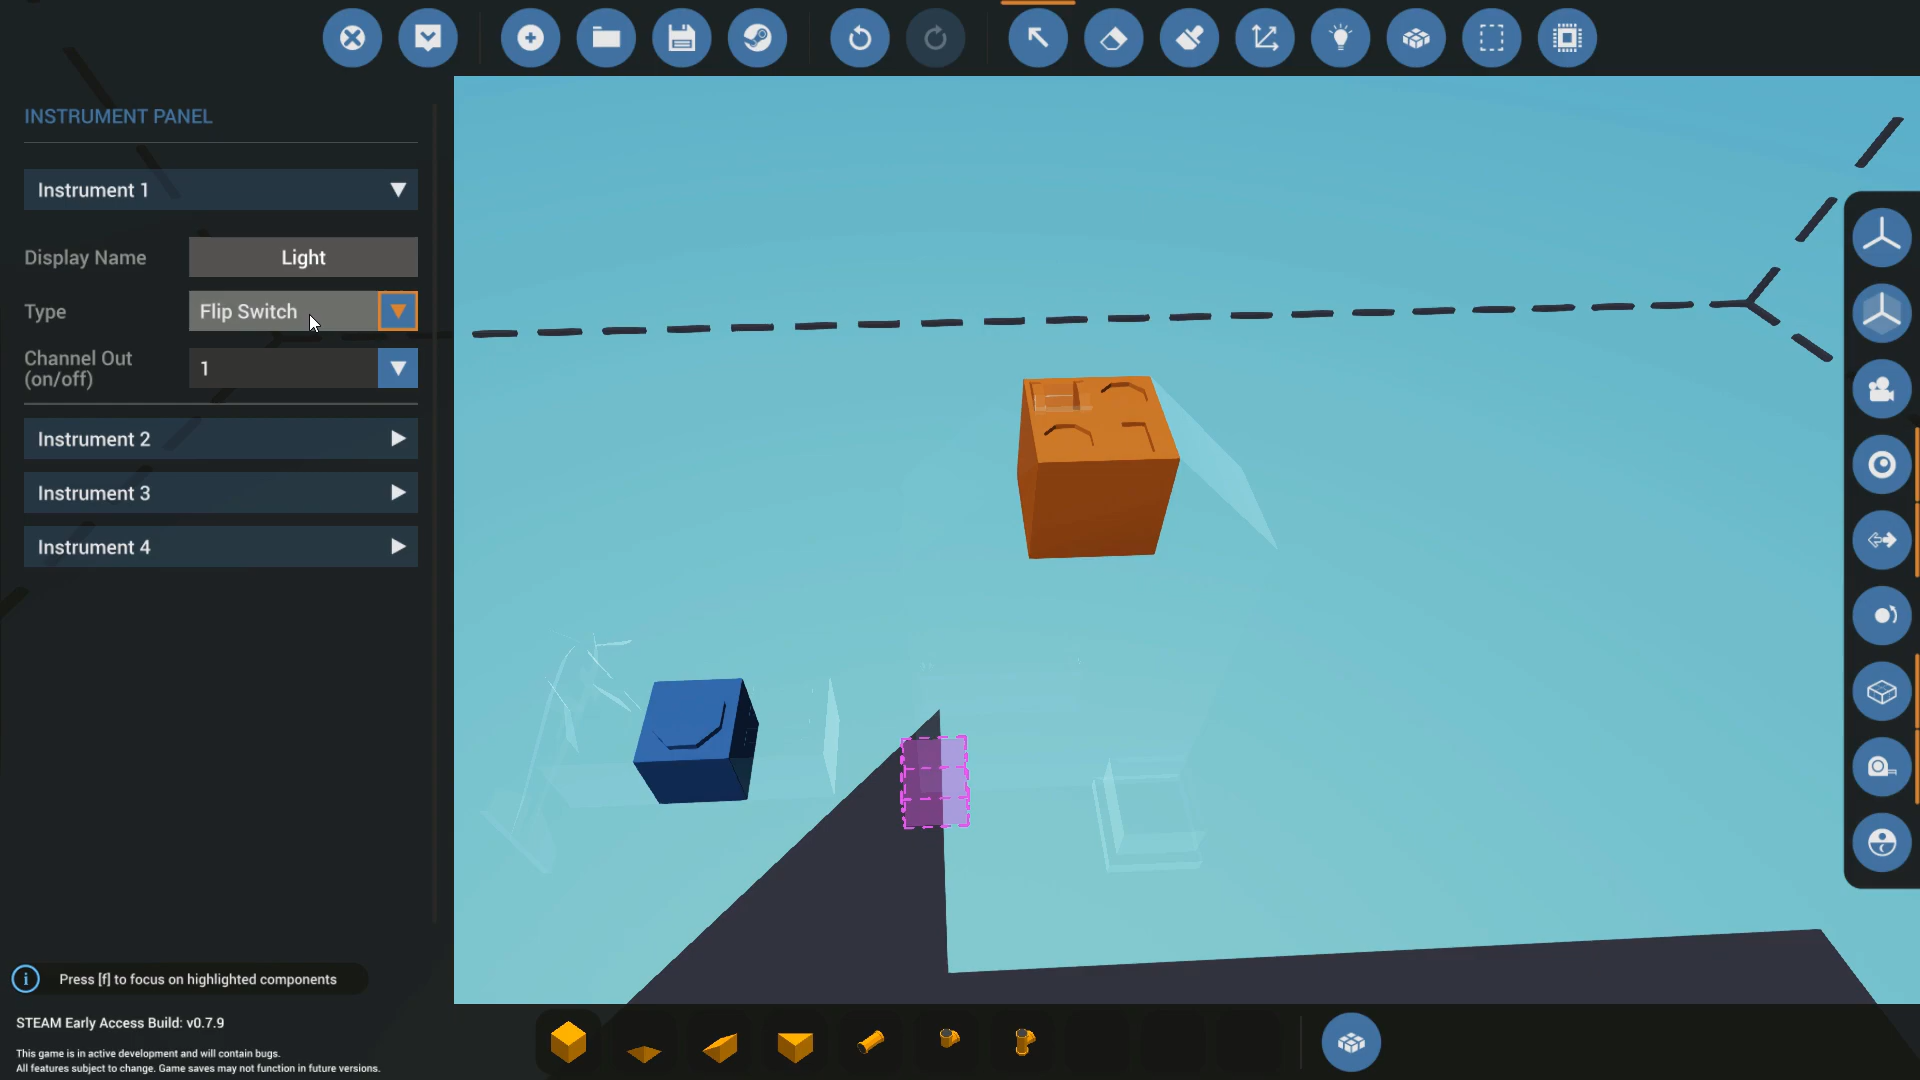 INSTRUMENT PANEL
Instrument 1
Display Name Light
Type Flip Switch
Channel Out (on/off) 1
Instrument 2
Instrument 3
Instrument 4
Press [f] to focus on highlighted components
STEAM Early Access Build: v0.7.9
This game is in active development and will contain bugs.
All features subject to change. Game saves may not function in future versions.